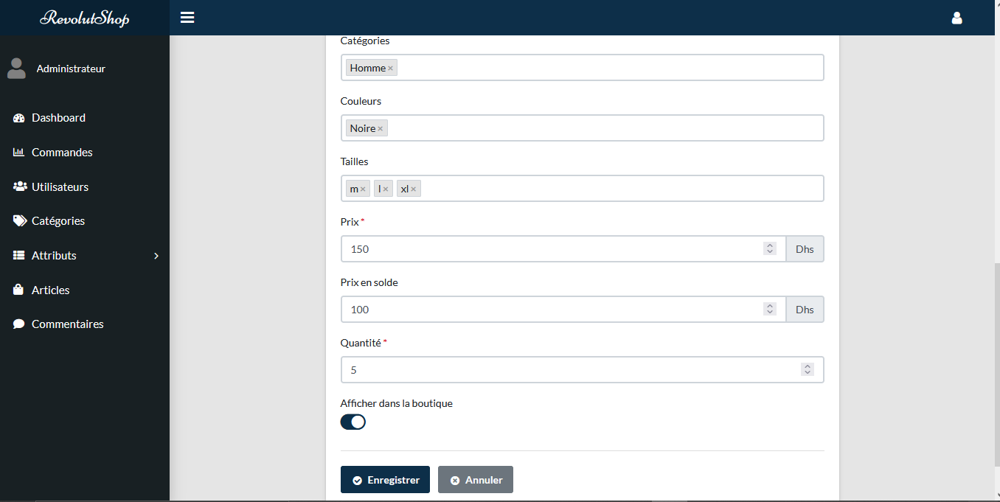 RevolutShop
Administrateur
Dashboard
Commandes
Utilisateurs
Catégories
Attributs
Articles
Commentaires
Catégories
Homme ×
Couleurs
Noire ×
Tailles
m × l × xl ×
Prix *
150 Dhs
Prix en solde
100 Dhs
Quantité *
5
Afficher dans la boutique
Enregistrer Annuler